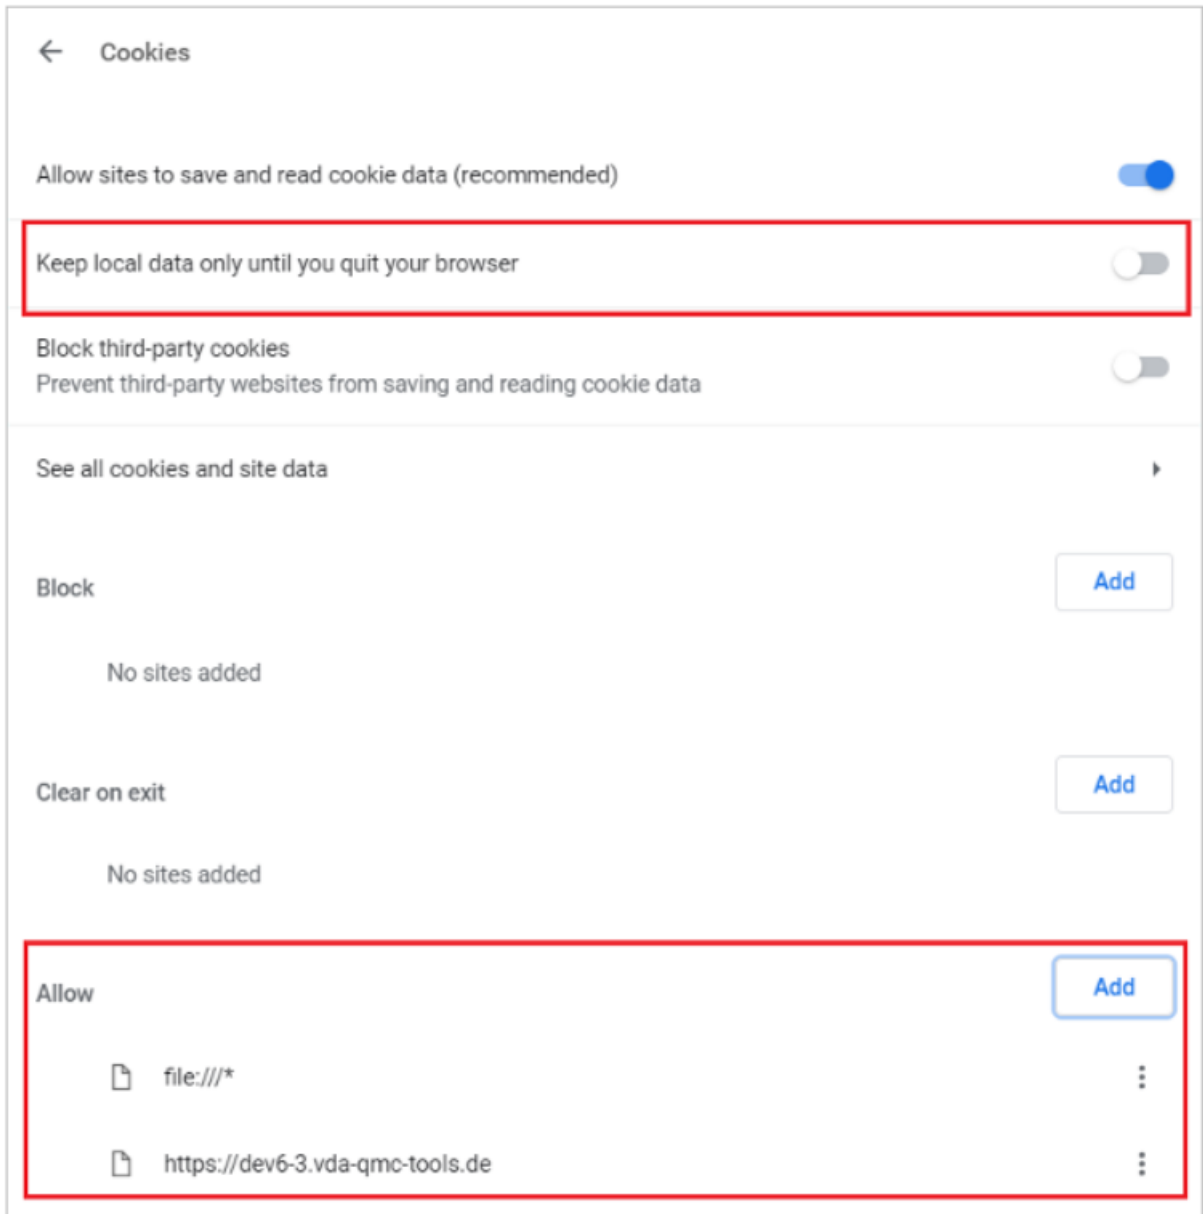 Cookies
Allow sites to save and read cookie data (recommended)
Keep local data only until you quit your browser
Block third-party cookies
Prevent third-party websites from saving and reading cookie data
See all cookies and site data
Block
Add
No sites added
Clear on exit
Add
No sites added
Allow
Add
file:///*
https://dev6-3.vda-qmc-tools.de